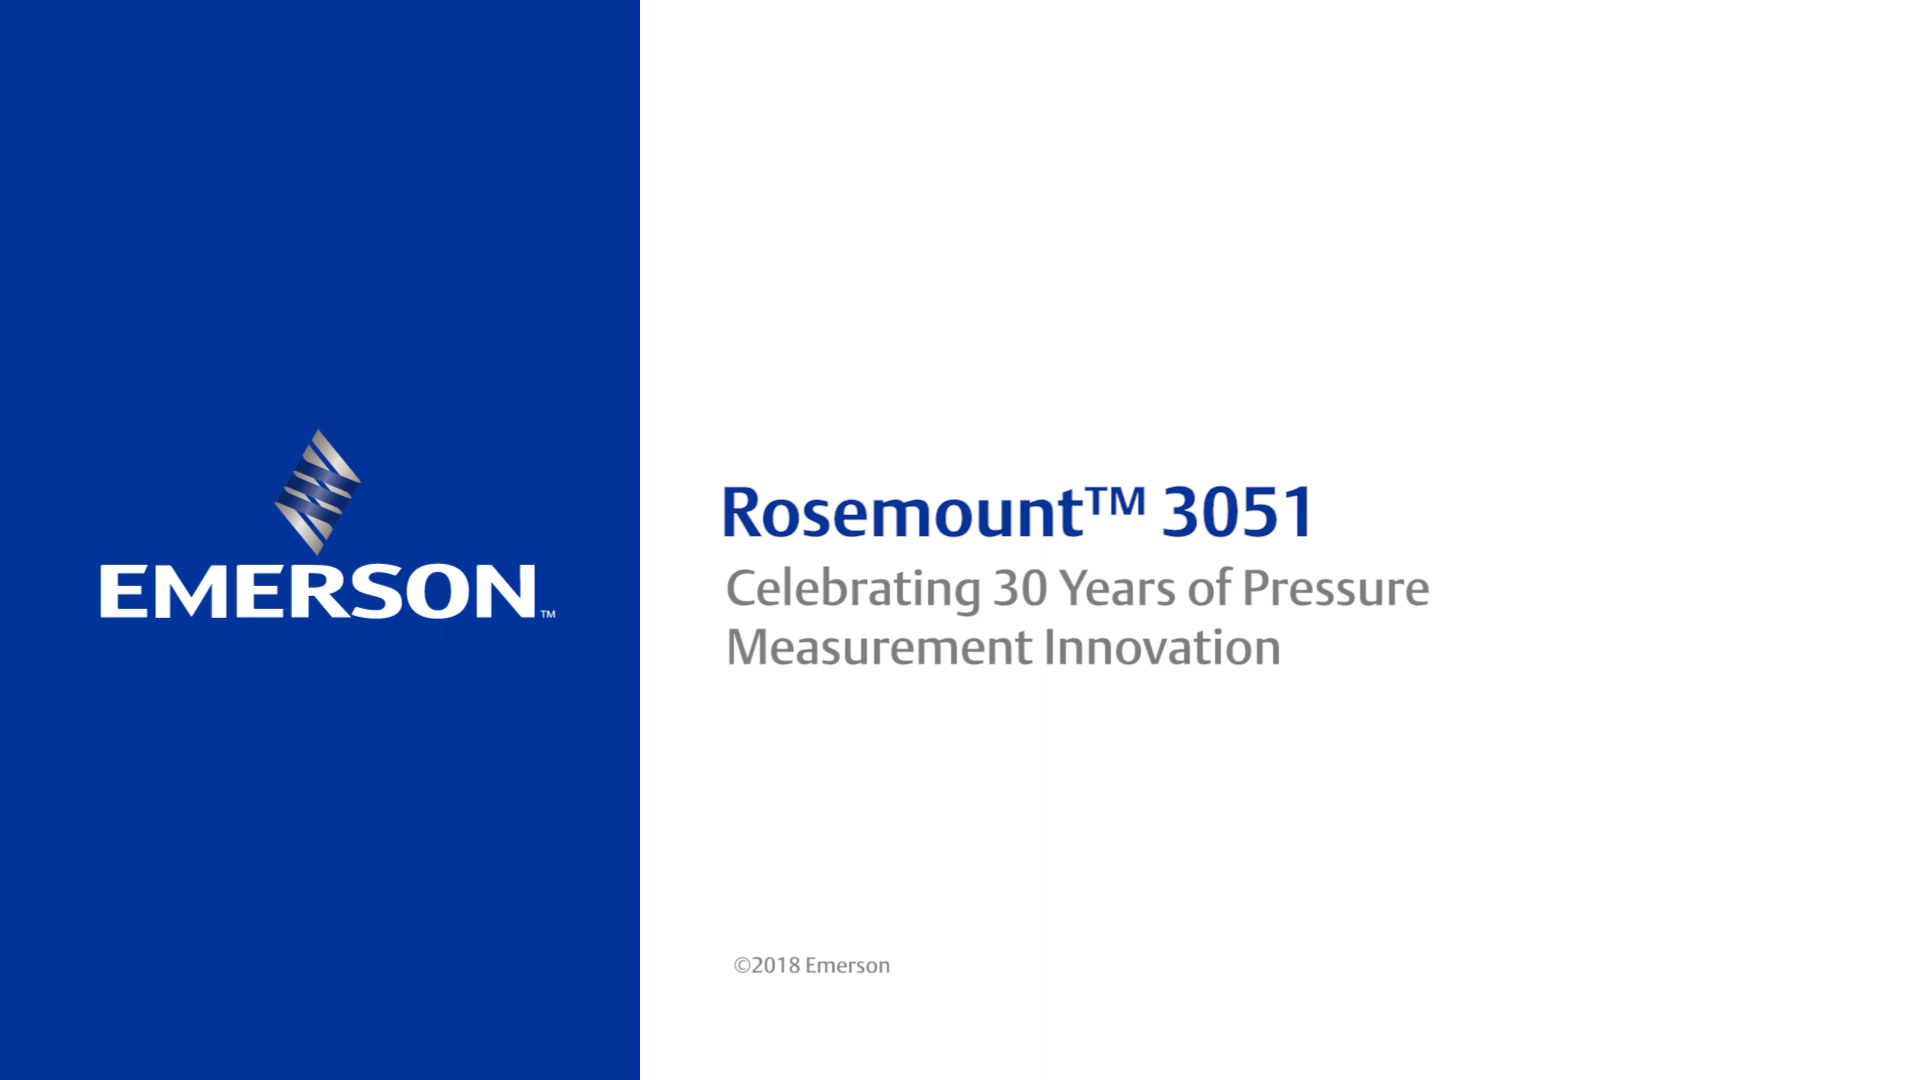 EMERSON™
Rosemount™ 3051
Celebrating 30 Years of Pressure
Measurement Innovation
©2018 Emerson